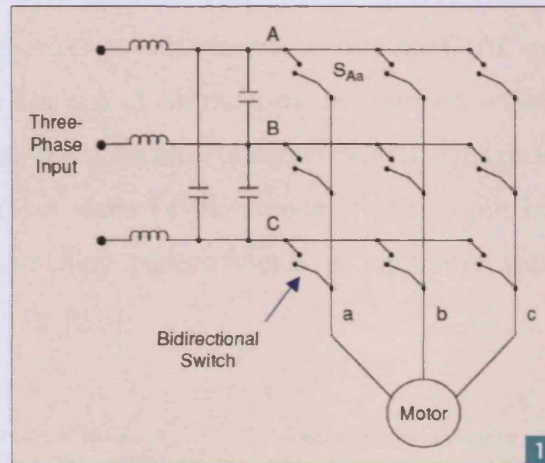 A
S_Aa
Three-
Phase
Input
B
C
a
b
c
Bidirectional
Switch
Motor
1